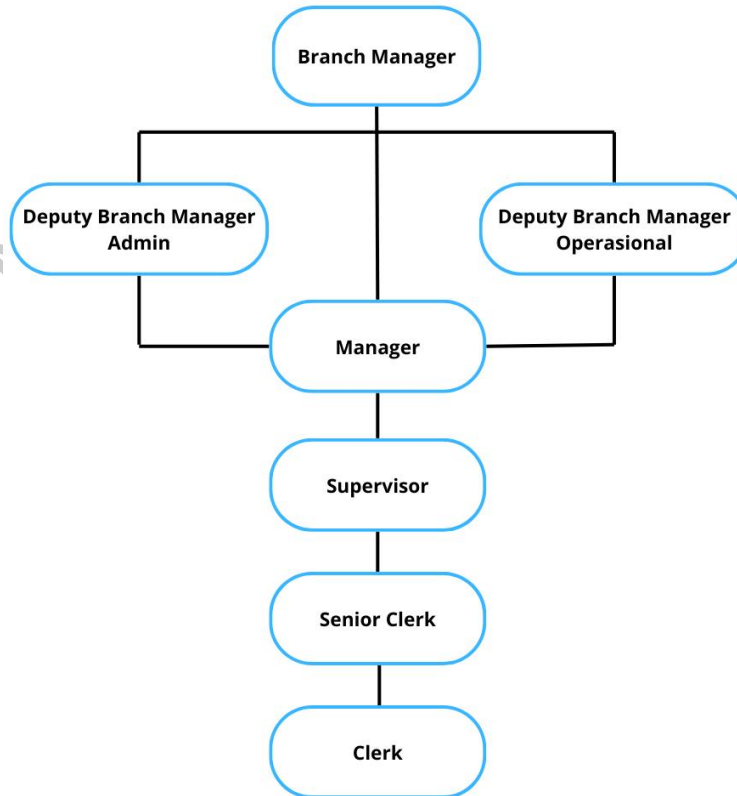 Branch Manager
Deputy Branch Manager
Admin
Deputy Branch Manager
Operasional
Manager
Supervisor
Senior Clerk
Clerk